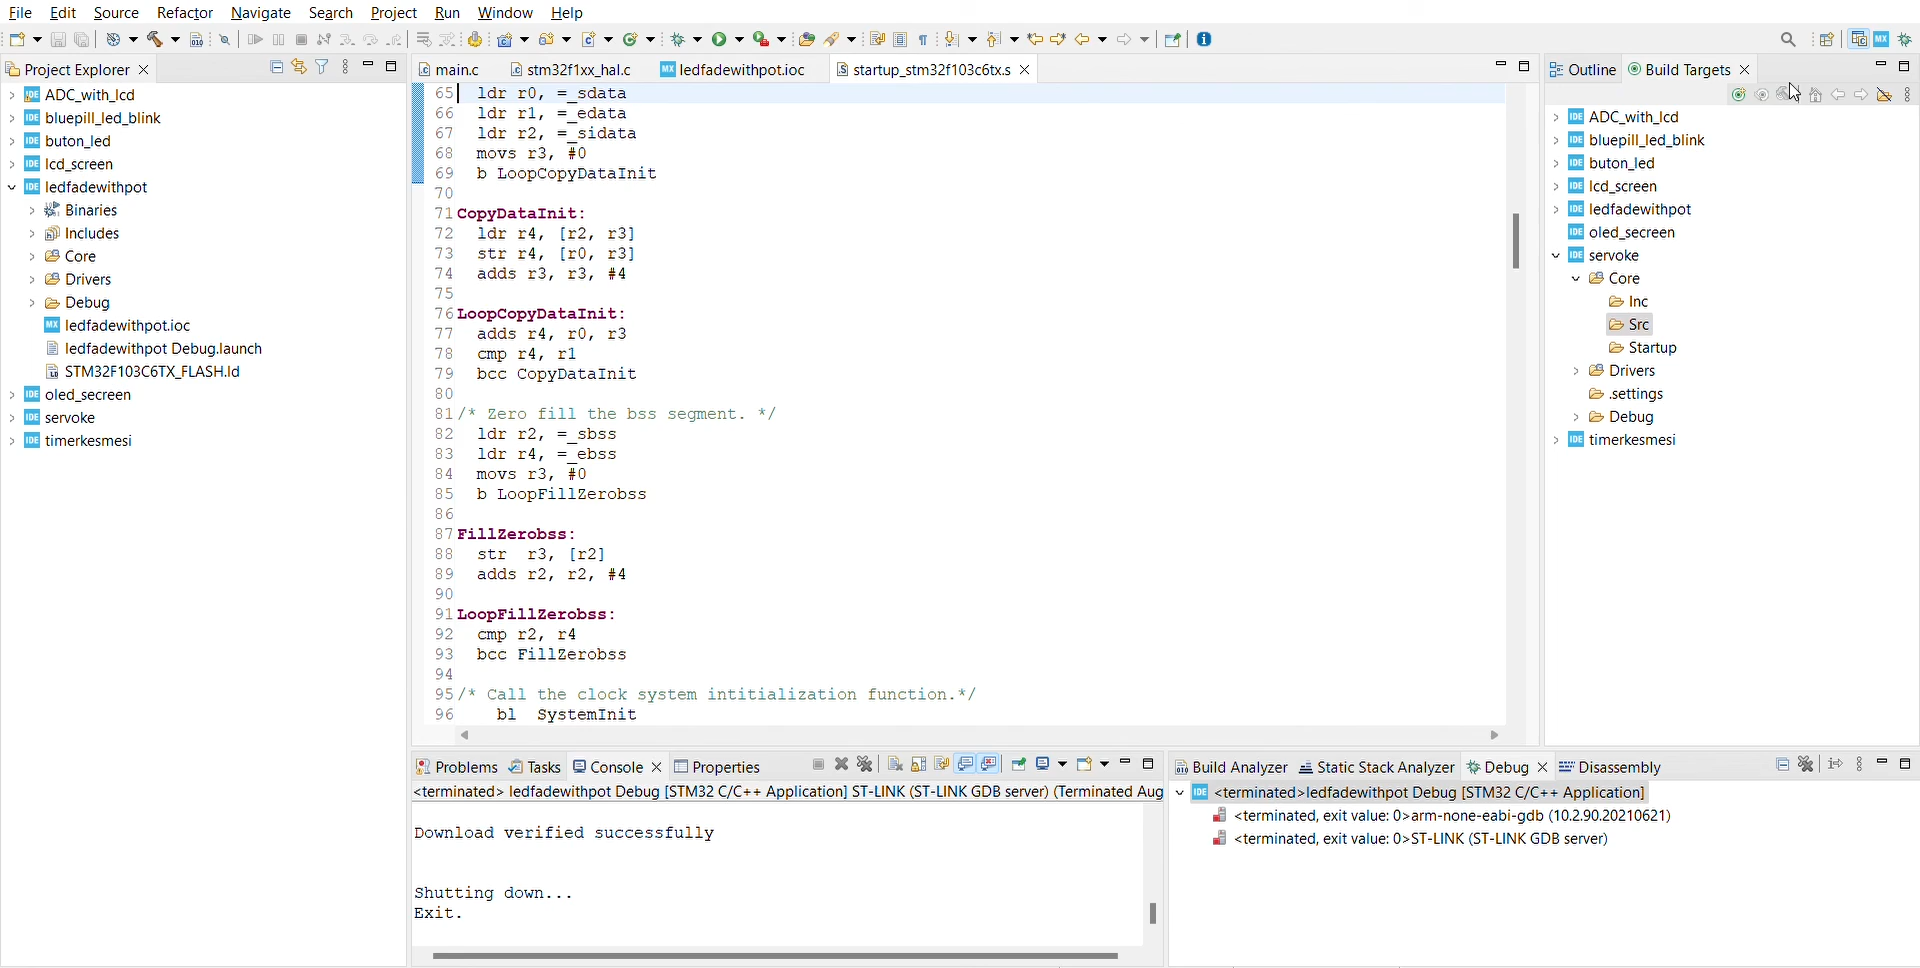 File Edit Source Refactor Navigate Search Project Run Window Help
Project Explorer
ADC_with_lcd
bluepill_led_blink
buton_led
lcd_screen
ledfadewithpot
Binaries
Includes
Core
Drivers
Debug
ledfadewithpot.ioc
ledfadewithpot Debug.launch
STM32F103C6TX_FLASH.ld
oled_secreen
servoke
timerkesmesi
main.c stm32f1xx_hal.c ledfadewithpot.ioc startup_stm32f103c6tx.s
65 ldr r0, =_sdata
66 ldr r1, =_edata
67 ldr r2, =_sidata
68 movs r3, #0
69 b LoopCopyDataInit
70
71 CopyDataInit:
72 ldr r4, [r2, r3]
73 str r4, [r0, r3]
74 adds r3, r3, #4
75
76 LoopCopyDataInit:
77 adds r4, r0, r3
78 cmp r4, r1
79 bcc CopyDataInit
80
81 /* Zero fill the bss segment. */
82 ldr r2, =_sbss
83 ldr r4, =_ebss
84 movs r3, #0
85 b LoopFillZerobss
86
87 FillZerobss:
88 str r3, [r2]
89 adds r2, r2, #4
90
91 LoopFillZerobss:
92 cmp r2, r4
93 bcc FillZerobss
94
95 /* Call the clock system intitialization function.*/
96 bl SystemInit
Outline Build Targets
ADC_with_lcd
bluepill_led_blink
buton_led
lcd_screen
ledfadewithpot
oled_secreen
servoke
Core
Inc
Src
Startup
Drivers
.settings
Debug
timerkesmesi
Problems Tasks Console Properties
<terminated> ledfadewithpot Debug [STM32 C/C++ Application] ST-LINK (ST-LINK GDB server) (Terminated Aug
Download verified successfully
Shutting down...
Exit.
Build Analyzer Static Stack Analyzer Debug Disassembly
<terminated>ledfadewithpot Debug [STM32 C/C++ Application]
<terminated, exit value: 0>arm-none-eabi-gdb (10.2.90.20210621)
<terminated, exit value: 0>ST-LINK (ST-LINK GDB server)